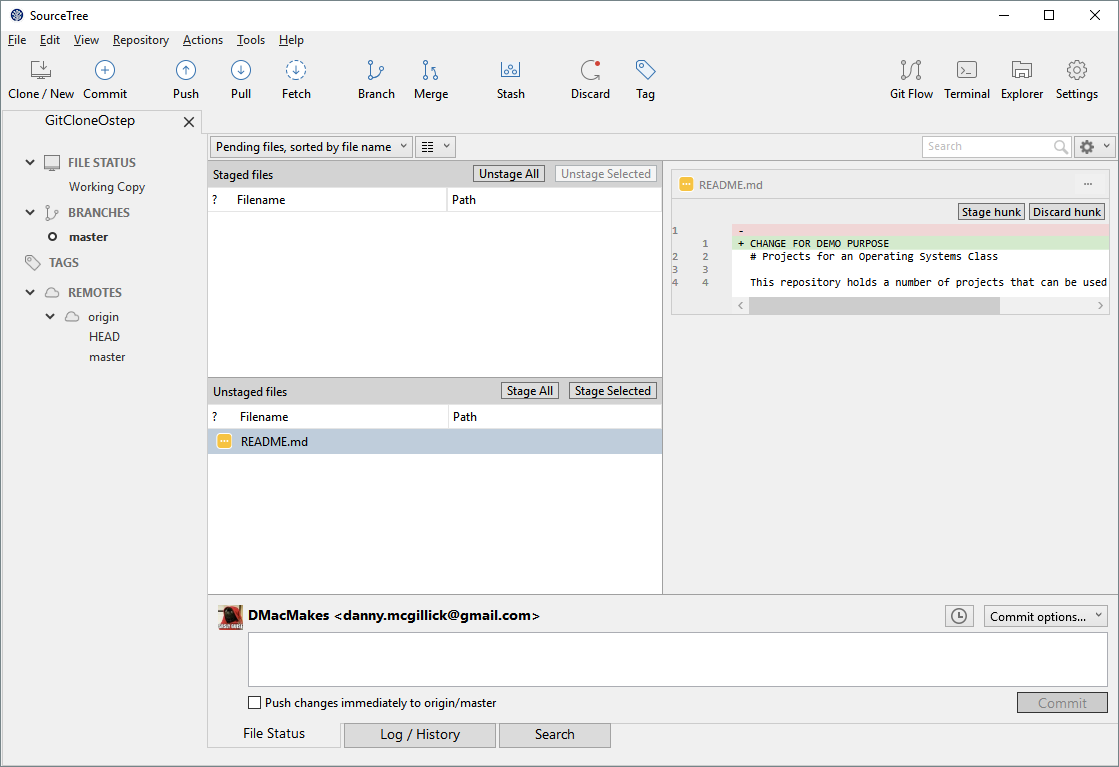 SourceTree
File Edit View Repository Actions Tools Help
Clone / New Commit Push Pull Fetch Branch Merge Stash Discard Tag Git Flow Terminal Explorer Settings
GitCloneOstep
FILE STATUS
Working Copy
BRANCHES
master
TAGS
REMOTES
origin
HEAD
master
Pending files, sorted by file name
Search
Staged files Unstage All Unstage Selected
? Filename Path
Unstaged files Stage All Stage Selected
? Filename Path
README.md
README.md ...
Stage hunk Discard hunk
1 -
1 + CHANGE FOR DEMO PURPOSE
2 2 # Projects for an Operating Systems Class
3 3
4 4 This repository holds a number of projects that can be used
DMacMakes <danny.mcgillick@gmail.com>
Commit options...
Push changes immediately to origin/master
Commit
File Status Log / History Search